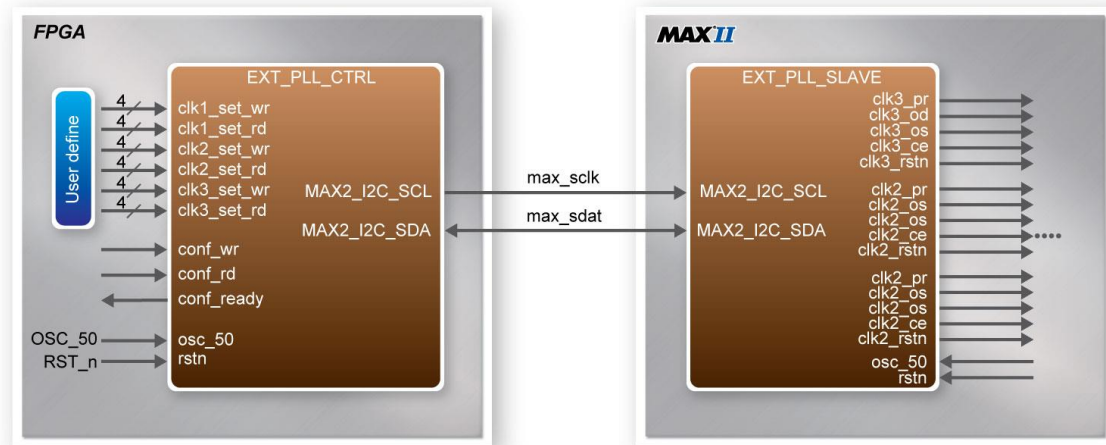 FPGA
EXT_PLL_CTRL
User define
4
clk1_set_wr
4
clk1_set_rd
4
clk2_set_wr
4
clk2_set_rd
4
clk3_set_wr
4
clk3_set_rd
MAX2_I2C_SCL
MAX2_I2C_SDA
conf_wr
conf_rd
conf_ready
OSC_50
osc_50
RST_n
rstn
max_sclk
max_sdat
MAX II
EXT_PLL_SLAVE
MAX2_I2C_SCL
MAX2_I2C_SDA
clk3_pr
clk3_od
clk3_os
clk3_ce
clk3_rstn
clk2_pr
clk2_os
clk2_os
clk2_ce
clk2_rstn
clk2_pr
clk2_os
clk2_os
clk2_ce
clk2_rstn
osc_50
rstn